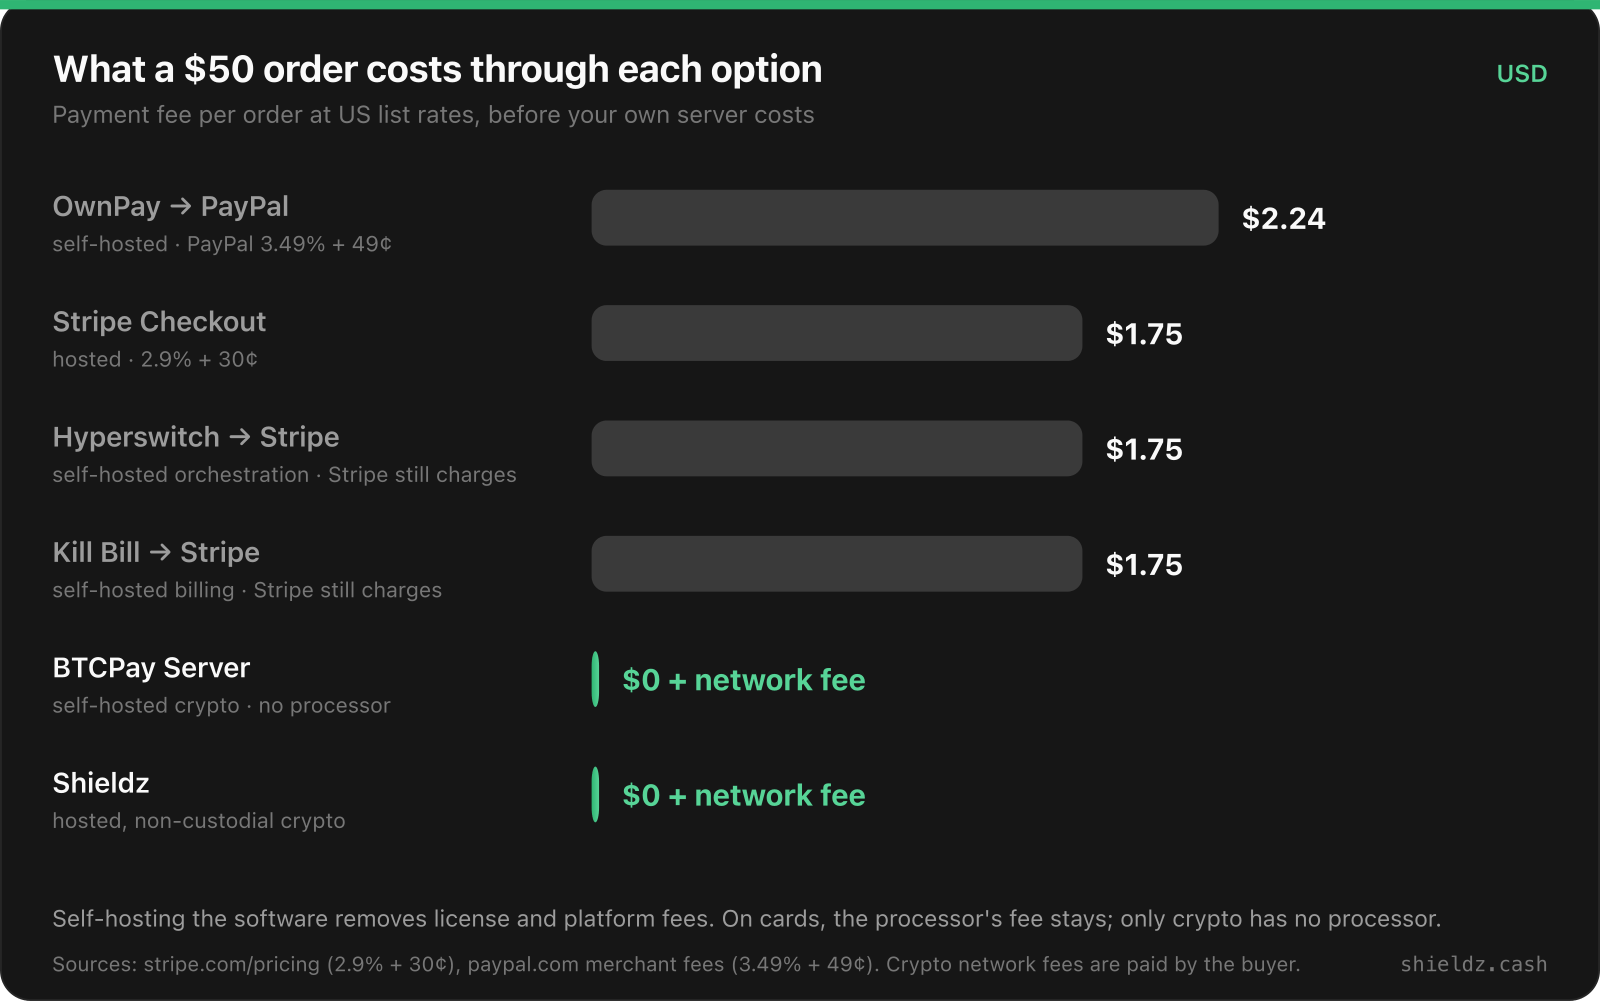 What a $50 order costs through each option
USD
Payment fee per order at US list rates, before your own server costs
OwnPay → PayPal
self-hosted · PayPal 3.49% + 49¢
$2.24
Stripe Checkout
hosted · 2.9% + 30¢
$1.75
Hyperswitch → Stripe
self-hosted orchestration · Stripe still charges
$1.75
Kill Bill → Stripe
self-hosted billing · Stripe still charges
$1.75
BTCPay Server
self-hosted crypto · no processor
$0 + network fee
Shieldz
hosted, non-custodial crypto
$0 + network fee
Self-hosting the software removes license and platform fees. On cards, the processor's fee stays; only crypto has no processor.
Sources: stripe.com/pricing (2.9% + 30¢), paypal.com merchant fees (3.49% + 49¢). Crypto network fees are paid by the buyer.
shieldz.cash